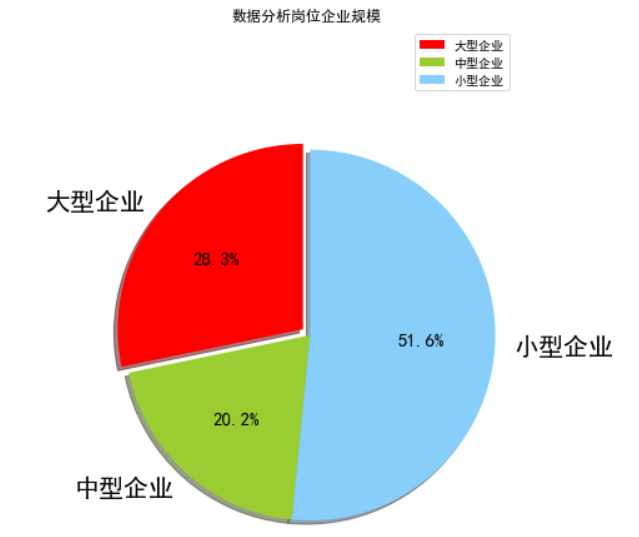 数据分析岗位企业规模
大型企业
中型企业
小型企业
大型企业
28.3%
51.6%
小型企业
20.2%
中型企业